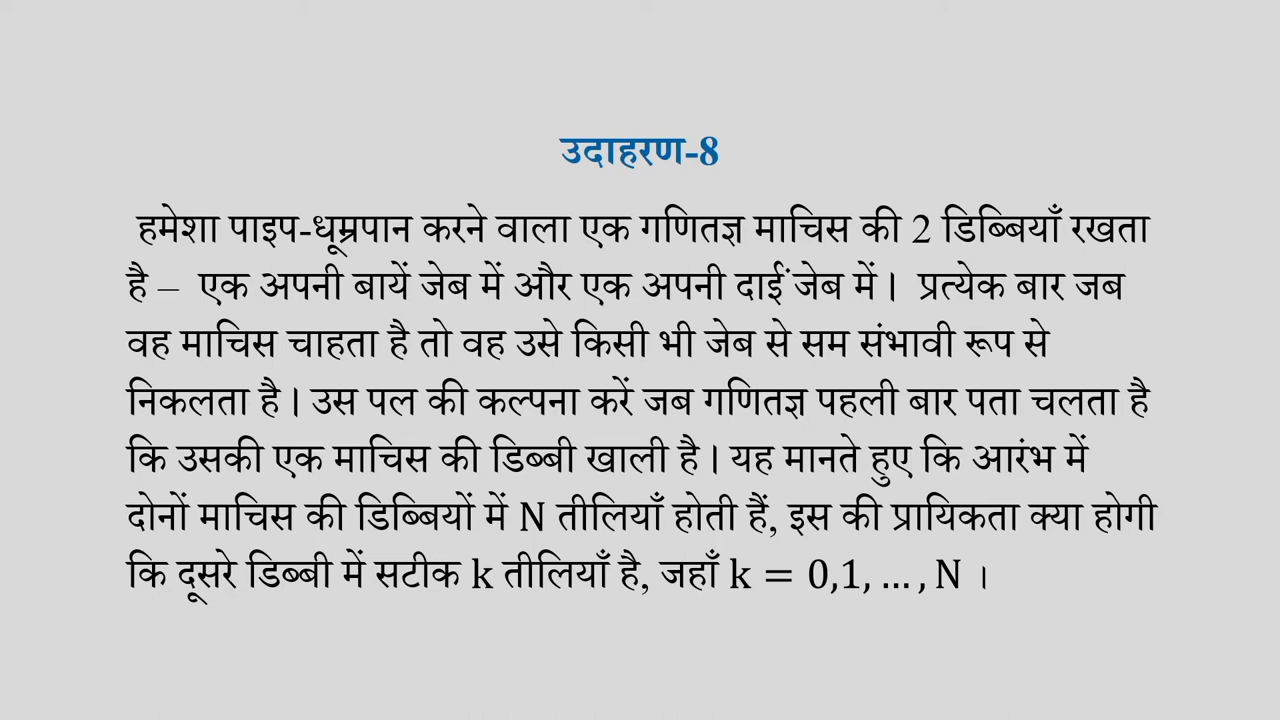 उदाहरण-8
हमेशा पाइप-धूम्रपान करने वाला एक गणितज्ञ माचिस की 2 डिब्बियाँ रखता
है – एक अपनी बायें जेब में और एक अपनी दाईं जेब में। प्रत्येक बार जब
वह माचिस चाहता है तो वह उसे किसी भी जेब से सम संभावी रूप से
निकलता है। उस पल की कल्पना करें जब गणितज्ञ पहली बार पता चलता है
कि उसकी एक माचिस की डिब्बी खाली है। यह मानते हुए कि आरंभ में
दोनों माचिस की डिब्बियों में N तीलियाँ होती हैं, इस की प्रायिकता क्या होगी
कि दूसरे डिब्बी में सटीक k तीलियाँ है, जहाँ k = 0,1, … , N ।